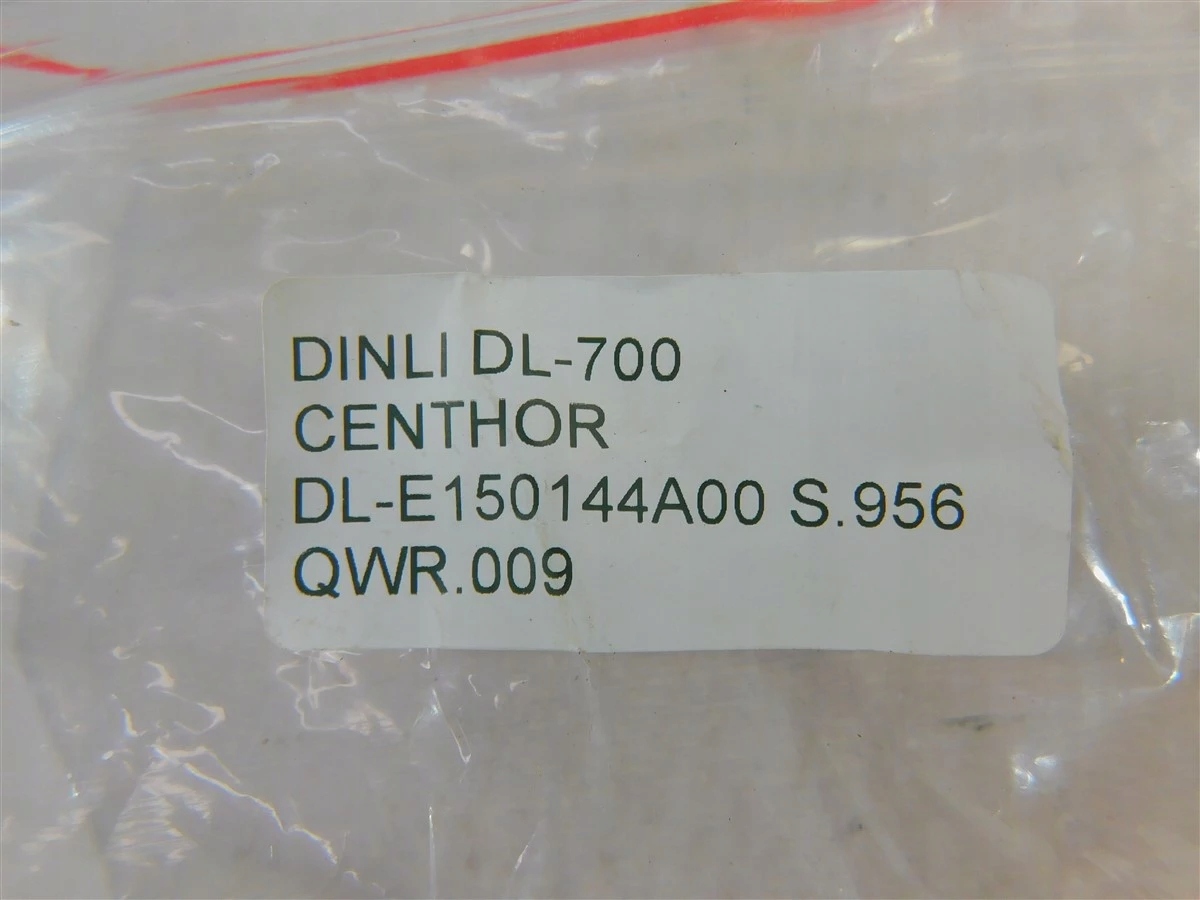 DINLI DL-700
CENTHOR
DL-E150144A00 S.956
QWR.009